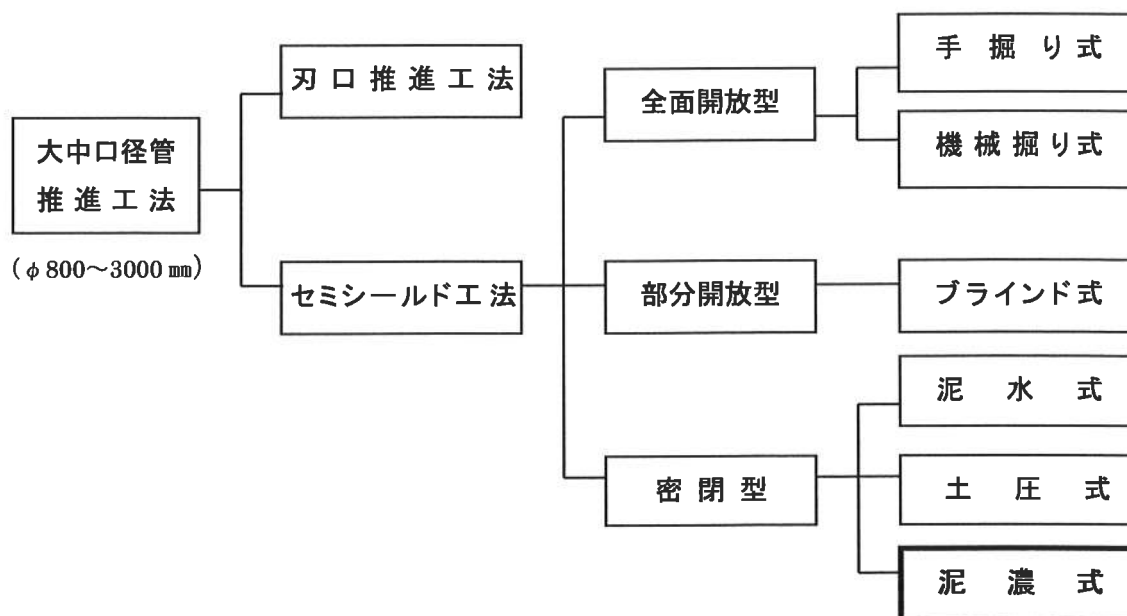 大中口径管
推進工法
(φ800～3000㎜)
刃口推進工法
セミシールド工法
全面開放型
部分開放型
密閉型
手掘り式
機械掘り式
ブラインド式
泥水式
土圧式
泥濃式